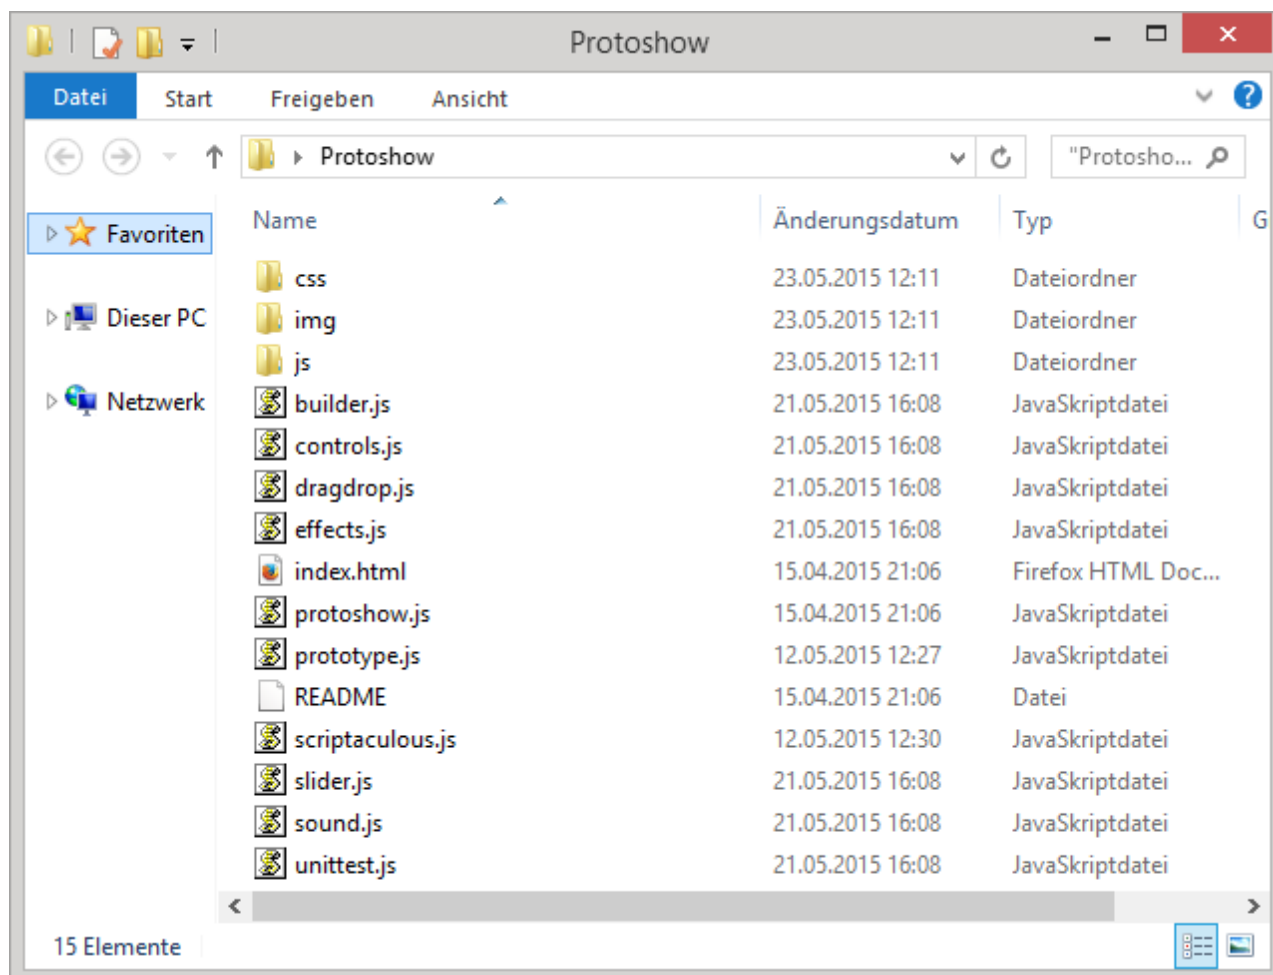 Protoshow
Datei Start Freigeben Ansicht ?
Protoshow "Protosho...
Name Änderungsdatum Typ G
Favoriten
Dieser PC
Netzwerk
css 23.05.2015 12:11 Dateiordner
img 23.05.2015 12:11 Dateiordner
js 23.05.2015 12:11 Dateiordner
builder.js 21.05.2015 16:08 JavaSkriptdatei
controls.js 21.05.2015 16:08 JavaSkriptdatei
dragdrop.js 21.05.2015 16:08 JavaSkriptdatei
effects.js 21.05.2015 16:08 JavaSkriptdatei
index.html 15.04.2015 21:06 Firefox HTML Doc...
protoshow.js 15.04.2015 21:06 JavaSkriptdatei
prototype.js 12.05.2015 12:27 JavaSkriptdatei
README 15.04.2015 21:06 Datei
scriptaculous.js 12.05.2015 12:30 JavaSkriptdatei
slider.js 21.05.2015 16:08 JavaSkriptdatei
sound.js 21.05.2015 16:08 JavaSkriptdatei
unittest.js 21.05.2015 16:08 JavaSkriptdatei
15 Elemente